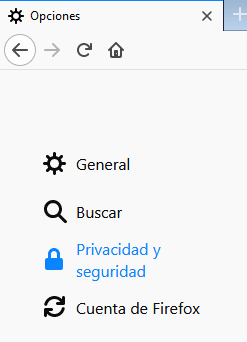 Opciones
General
Buscar
Privacidad y
seguridad
Cuenta de Firefox